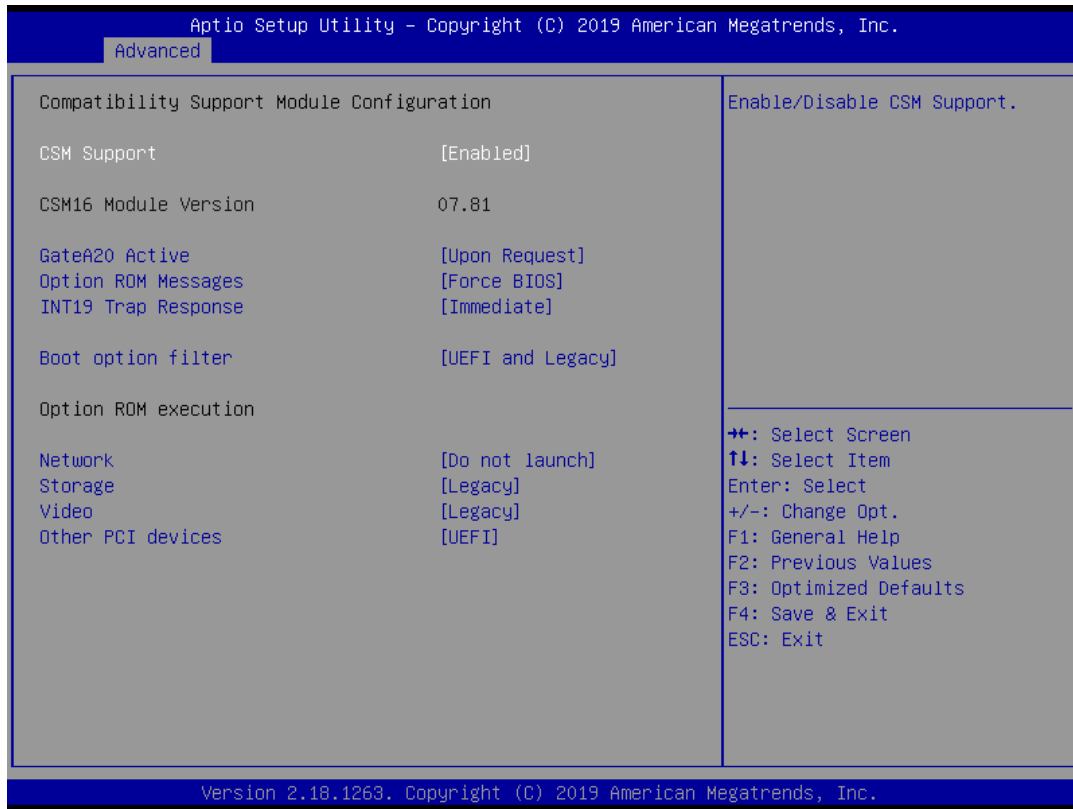 Aptio Setup Utility – Copyright (C) 2019 American Megatrends, Inc.
Advanced
Compatibility Support Module Configuration
CSM Support [Enabled]
CSM16 Module Version 07.81
GateA20 Active [Upon Request]
Option ROM Messages [Force BIOS]
INT19 Trap Response [Immediate]
Boot option filter [UEFI and Legacy]
Option ROM execution
Network [Do not launch]
Storage [Legacy]
Video [Legacy]
Other PCI devices [UEFI]
Enable/Disable CSM Support.
→←: Select Screen
↑↓: Select Item
Enter: Select
+/-: Change Opt.
F1: General Help
F2: Previous Values
F3: Optimized Defaults
F4: Save & Exit
ESC: Exit
Version 2.18.1263. Copyright (C) 2019 American Megatrends, Inc.